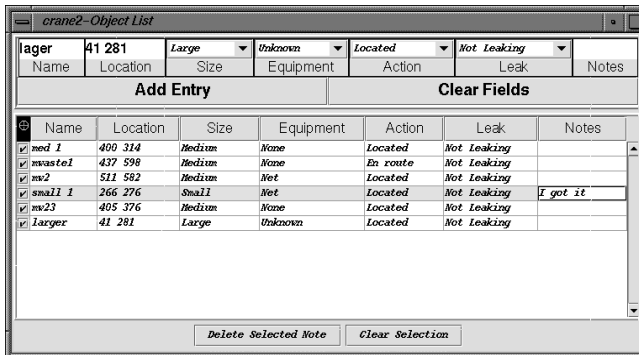 crane2-Object List
lager 41 281 Large Unknown Located Not Leaking
Name Location Size Equipment Action Leak Notes
Add Entry Clear Fields
Name Location Size Equipment Action Leak Notes
med 1 400 314 Medium None Located Not Leaking
mwaste1 437 598 Medium None En route Not Leaking
mw2 511 582 Medium Net Located Not Leaking
small 1 266 276 Small Net Located Not Leaking I got it
mw23 405 376 Medium None Located Not Leaking
larger 41 281 Large Unknown Located Not Leaking
Delete Selected Note Clear Selection